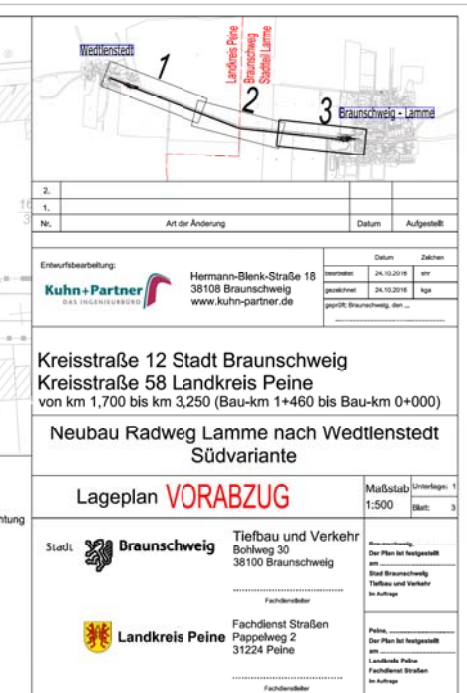 Wedtlenstedt
1
Landkreis Peine
Braunschweig
Stadtteil Lamme
2
3
Braunschweig - Lamme
2.
1.
Nr. Art der Änderung Datum Aufgestellt
Entwurfsbearbeitung:
Kuhn+Partner
DAS INGENIEURBÜRO
Hermann-Blenk-Straße 18
38108 Braunschweig
www.kuhn-partner.de
Datum Zeichen
bearbeitet 24.10.2016
gezeichnet 24.10.2016 kga
geprüft: Braunschweig, den
Kreisstraße 12 Stadt Braunschweig
Kreisstraße 58 Landkreis Peine
von km 1,700 bis km 3,250 (Bau-km 1+460 bis Bau-km 0+000)
Neubau Radweg Lamme nach Wedtlenstedt
Südvariante
Lageplan VORABZUG
Maßstab
1:500
Unterlage: 1
Blatt: 3
Stadt Braunschweig
Tiefbau und Verkehr
Bohlweg 30
38100 Braunschweig
Fachdienstleiter
Braunschweig,
Der Plan ist festgestellt
am
Stad Braunschweig
Tiefbau und Verkehr
Im Auftrage
Landkreis Peine
Fachdienst Straßen
Pappelweg 2
31224 Peine
Fachdienstleiter
Peine,
Der Plan ist festgestellt
am
Landkreis Peine
Fachdienst Straßen
Im Auftrage